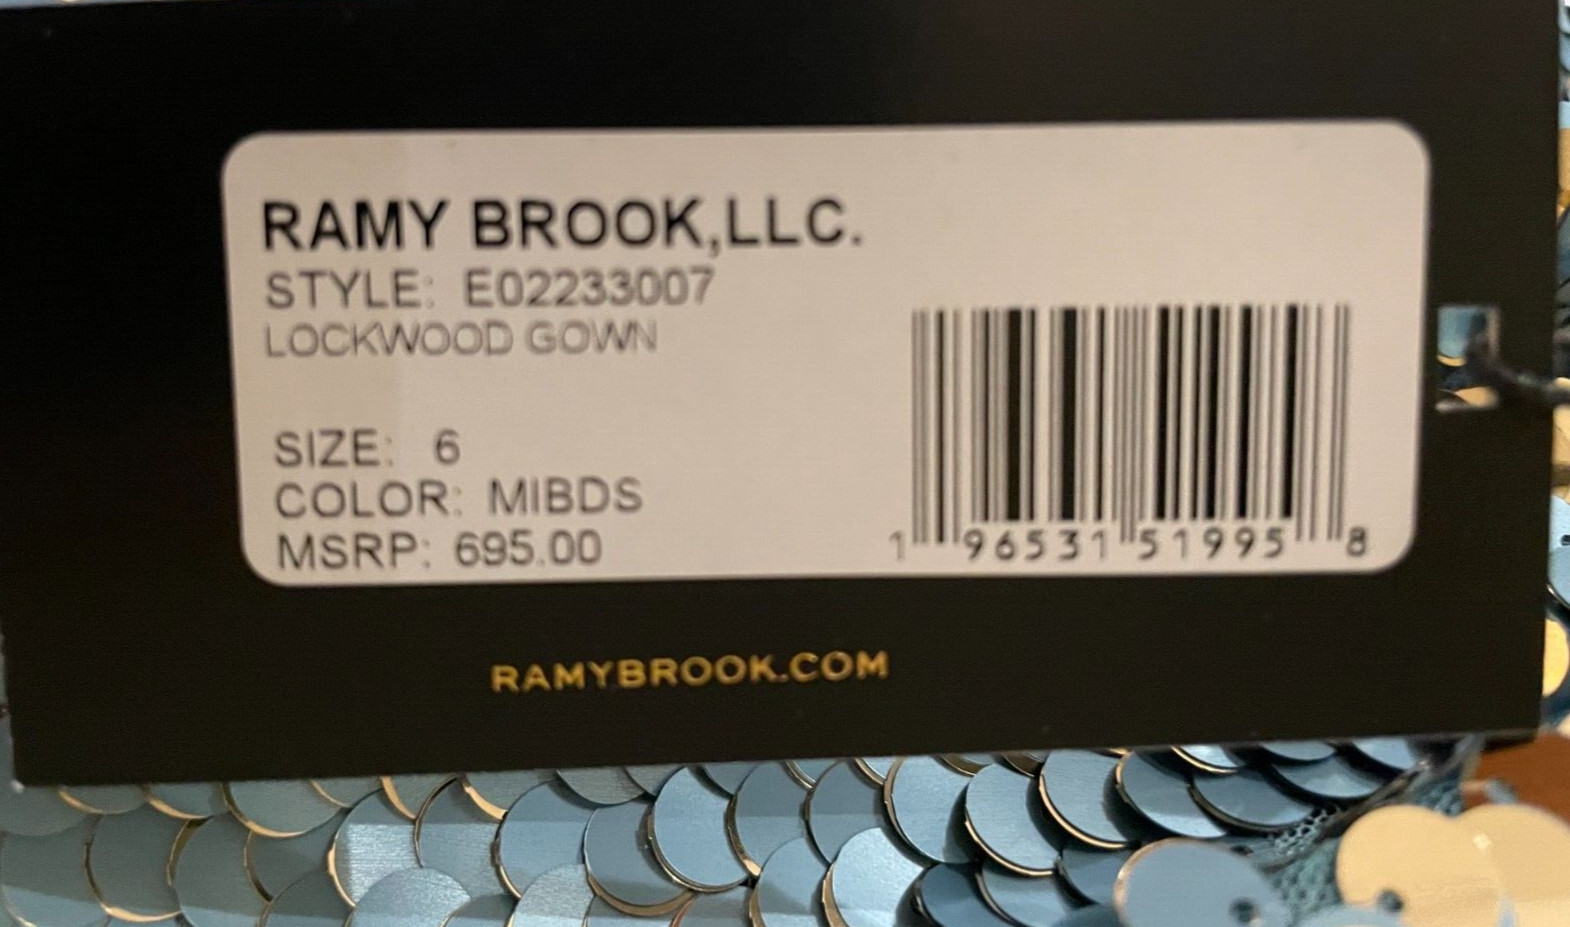 RAMY BROOK,LLC.
STYLE: E02233007
LOCKWOOD GOWN
SIZE: 6
COLOR: MIBDS
MSRP: 695.00
1 96531 51995 8
RAMYBROOK.COM